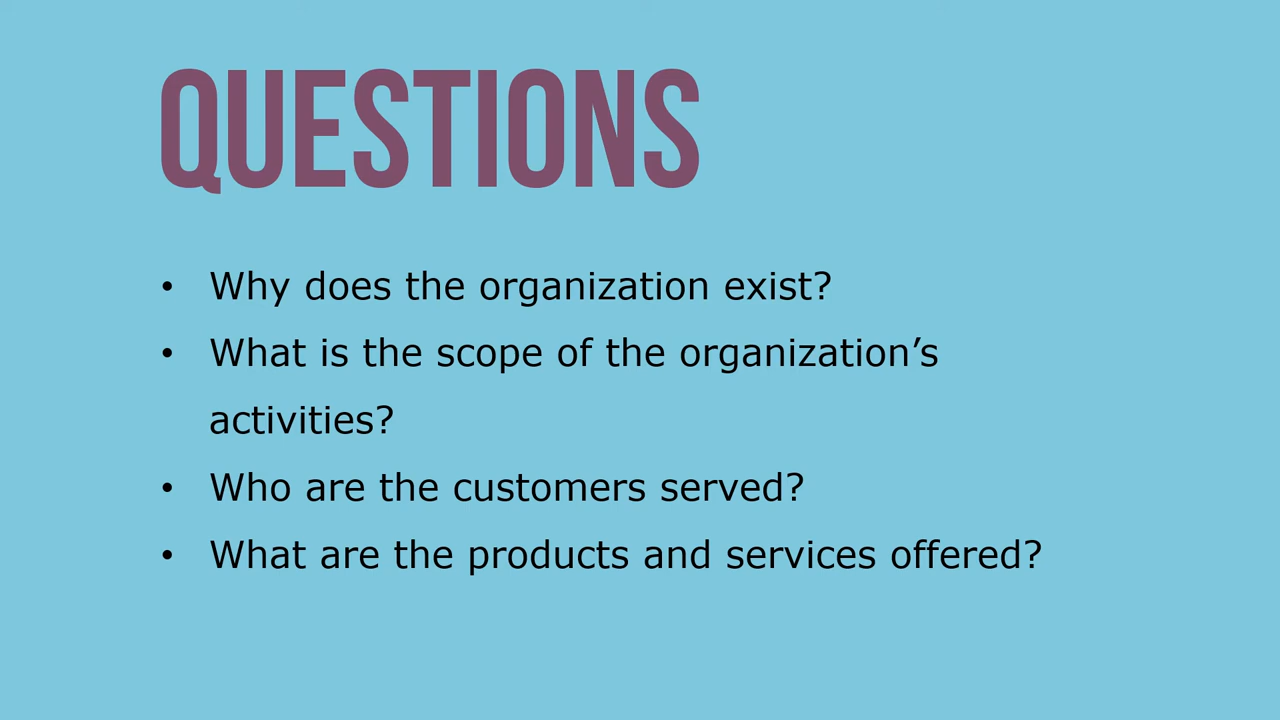 QUESTIONS
• Why does the organization exist?
• What is the scope of the organization’s
activities?
• Who are the customers served?
• What are the products and services offered?